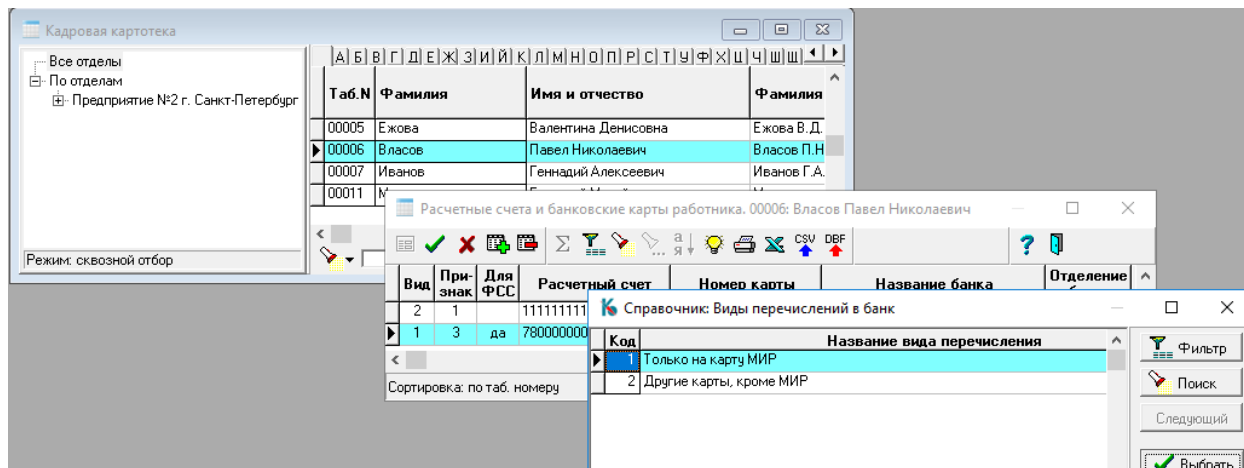 Кадровая картотека
Все отделы
По отделам
Предприятие №2 г. Санкт-Петербург
Режим: сквозной отбор
А Б В Г Д Е Ж З И Й К Л М Н О П Р С Т У Ф Х Ц Ч Ш Щ
Таб.N Фамилия Имя и отчество Фамилия
00005 Ежова Валентина Денисовна Ежова В.Д.
00006 Власов Павел Николаевич Власов П.Н
00007 Иванов Геннадий Алексеевич Иванов Г.А.
00011
Расчетные счета и банковские карты работника. 00006: Власов Павел Николаевич
Σ а я CSV DBF ?
Вид При-знак Для ФСС Расчетный счет Номер карты Название банка Отделение
2 1 111111111
1 3 да 780000000
Сортировка: по таб. номеру
Справочник: Виды перечислений в банк
Код Название вида перечисления
1 Только на карту МИР
2 Другие карты, кроме МИР
Фильтр
Поиск
Следующий
Выбрать